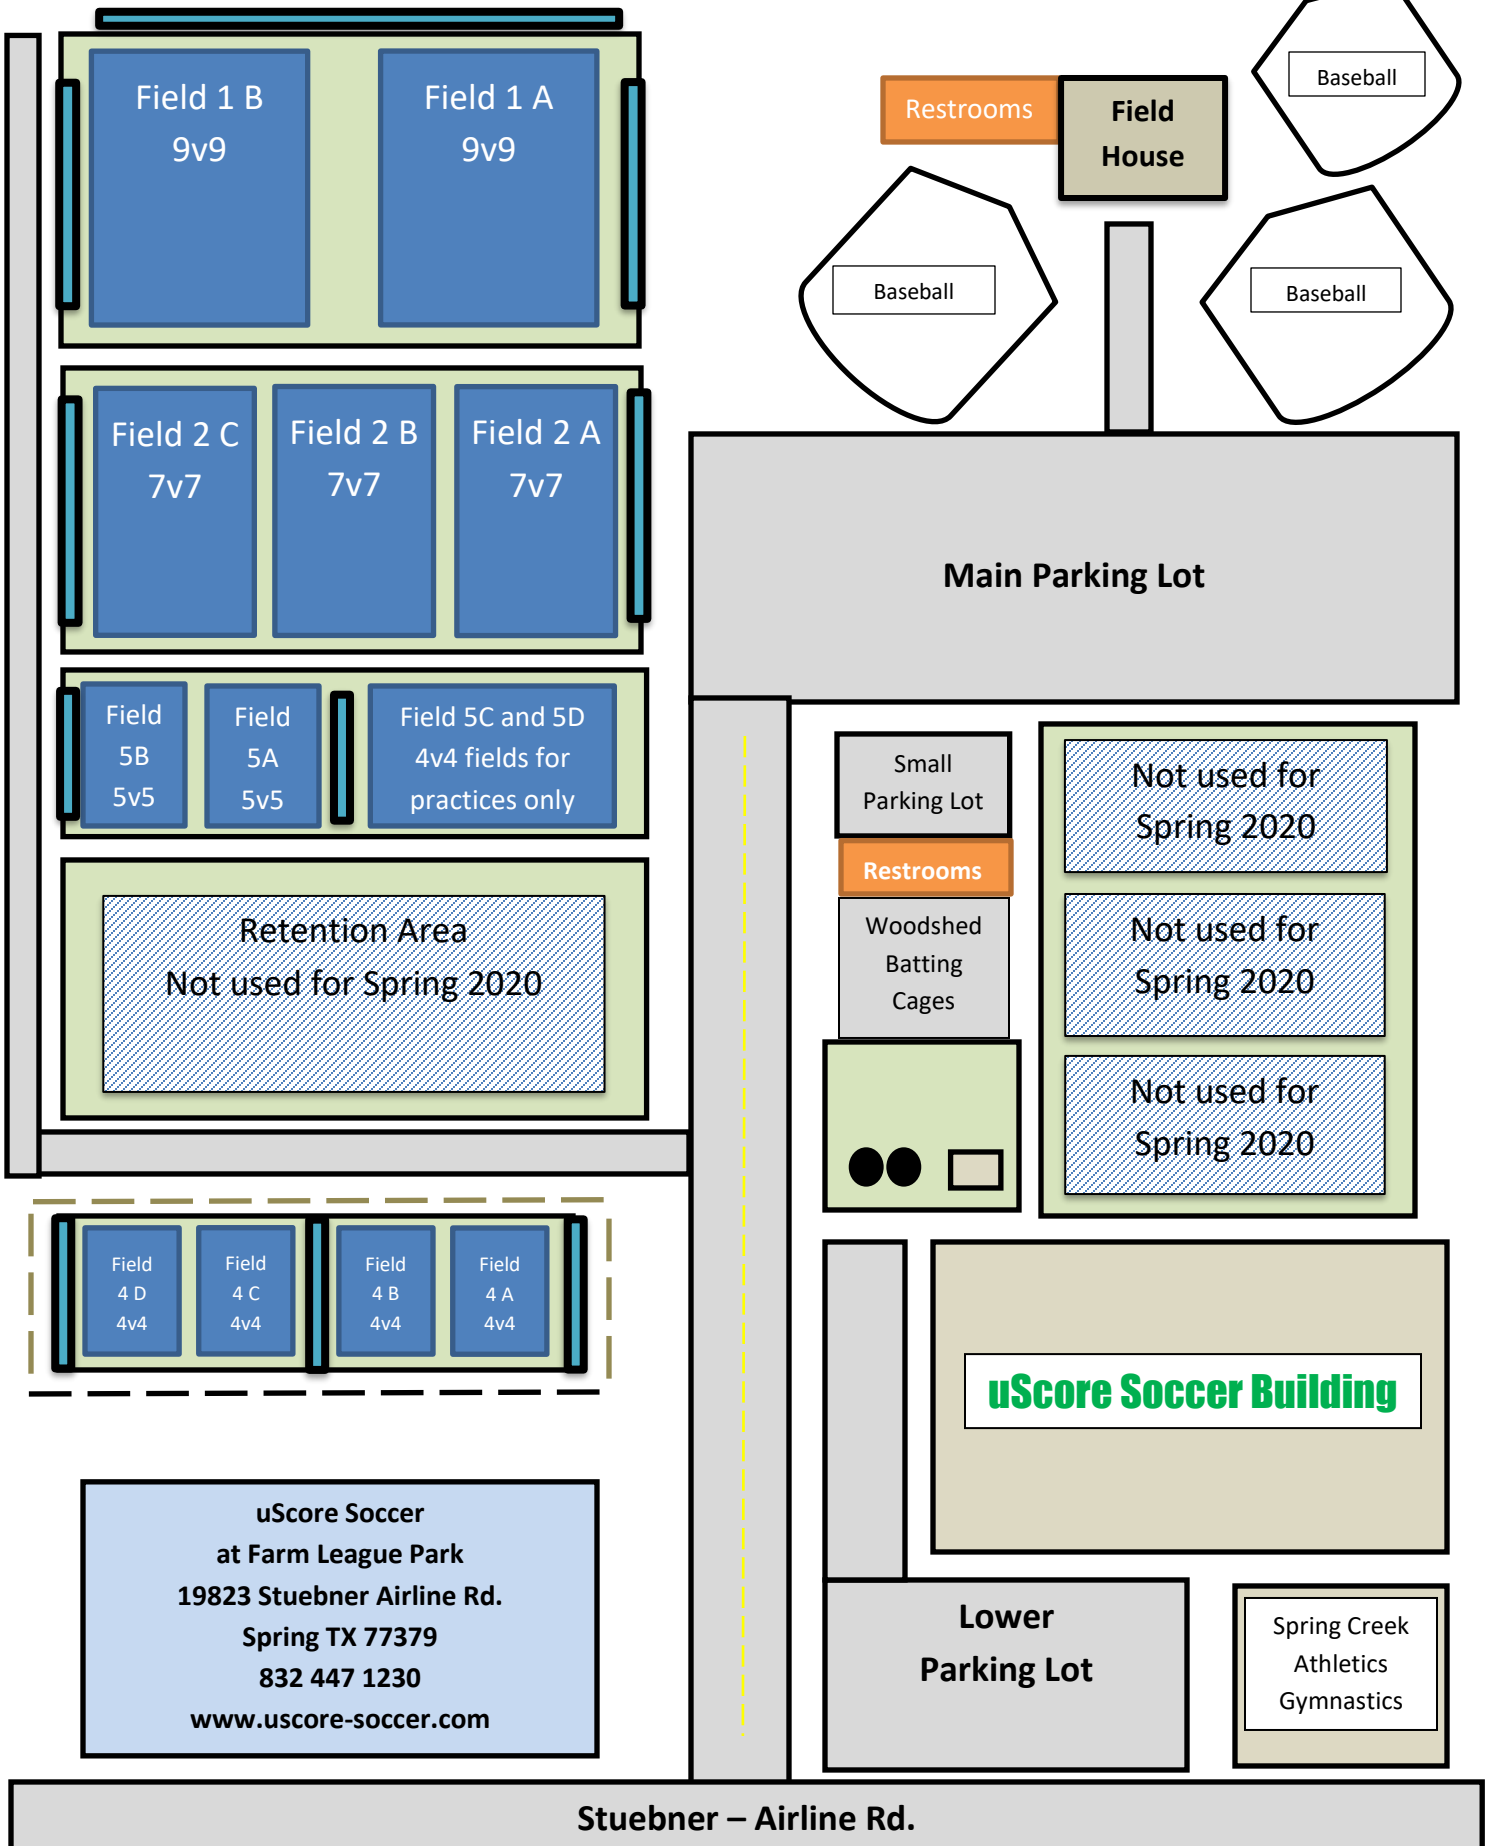 Field 1 B
9v9
Field 1 A
9v9
Restrooms
Field
House
Baseball
Baseball
Baseball
Field 2 C
7v7
Field 2 B
7v7
Field 2 A
7v7
Main Parking Lot
Field
5B
5v5
Field
5A
5v5
Field 5C and 5D
4v4 fields for
practices only
Small
Parking Lot
Restrooms
Woodshed
Batting
Cages
Not used for
Spring 2020
Not used for
Spring 2020
Not used for
Spring 2020
Retention Area
Not used for Spring 2020
Field
4 D
4v4
Field
4 C
4v4
Field
4 B
4v4
Field
4 A
4v4
uScore Soccer Building
uScore Soccer
at Farm League Park
19823 Stuebner Airline Rd.
Spring TX 77379
832 447 1230
www.uscore-soccer.com
Lower
Parking Lot
Spring Creek
Athletics
Gymnastics
Stuebner – Airline Rd.